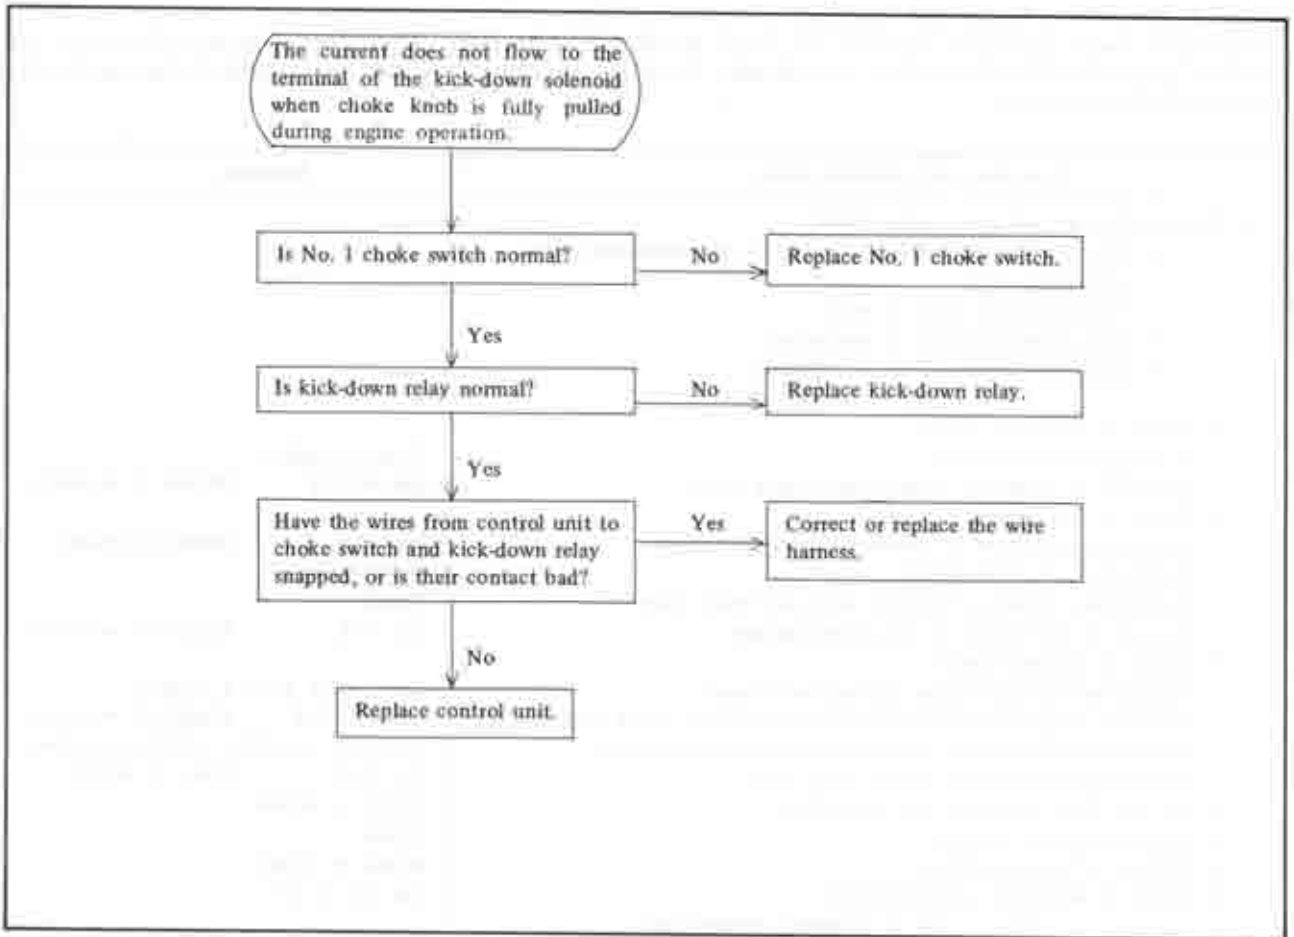 The current does not flow to the
terminal of the kick-down solenoid
when choke knob is fully pulled
during engine operation.
Is No. 1 choke switch normal?
No
Replace No. 1 choke switch.
Yes
Is kick-down relay normal?
No
Replace kick-down relay.
Yes
Have the wires from control unit to
choke switch and kick-down relay
snapped, or is their contact bad?
Yes
Correct or replace the wire
harness.
No
Replace control unit.